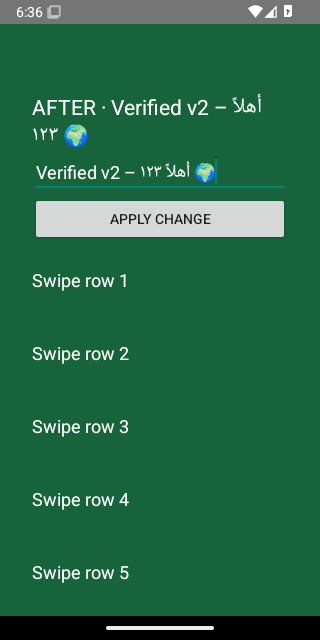 6:36
AFTER · Verified v2 – أهلاً
١٢٣ 🌍
Verified v2 – أهلاً ١٢٣ 🌍
APPLY CHANGE
Swipe row 1
Swipe row 2
Swipe row 3
Swipe row 4
Swipe row 5